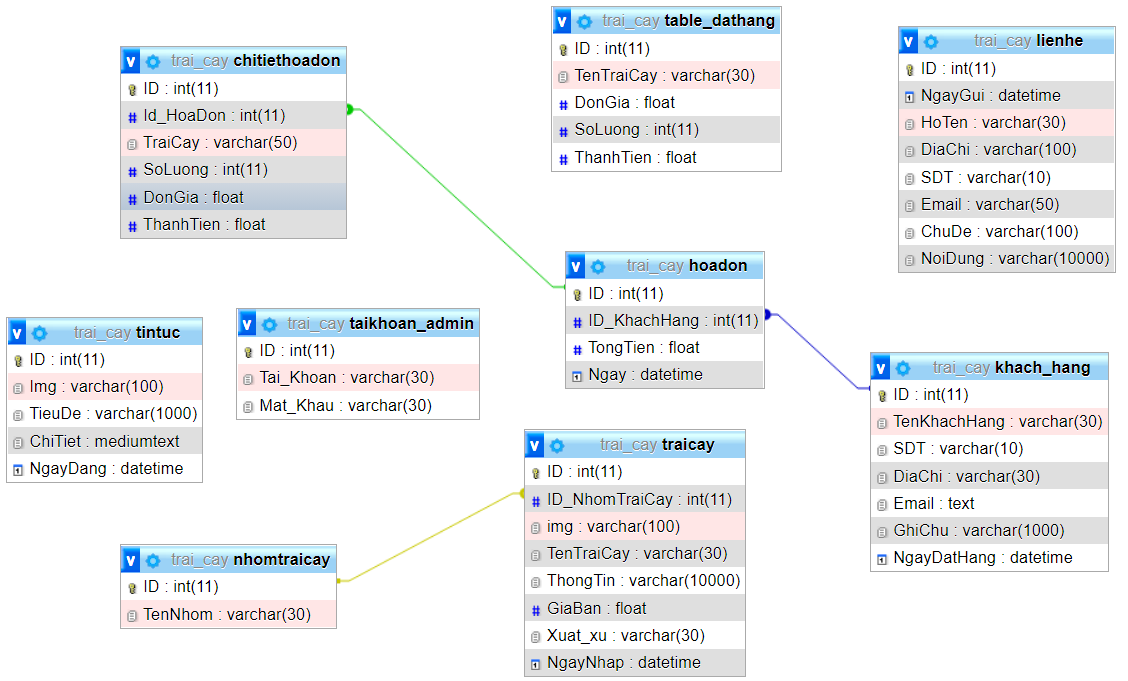 trai_cay table_dathang
ID : int(11)
TenTraiCay : varchar(30)
DonGia : float
SoLuong : int(11)
ThanhTien : float
trai_cay lienhe
ID : int(11)
NgayGui : datetime
HoTen : varchar(30)
DiaChi : varchar(100)
SDT : varchar(10)
Email : varchar(50)
ChuDe : varchar(100)
NoiDung : varchar(10000)
trai_cay chitiethoadon
ID : int(11)
Id_HoaDon : int(11)
TraiCay : varchar(50)
SoLuong : int(11)
DonGia : float
ThanhTien : float
trai_cay hoadon
ID : int(11)
ID_KhachHang : int(11)
TongTien : float
Ngay : datetime
trai_cay tintuc
ID : int(11)
Img : varchar(100)
TieuDe : varchar(1000)
ChiTiet : mediumtext
NgayDang : datetime
trai_cay taikhoan_admin
ID : int(11)
Tai_Khoan : varchar(30)
Mat_Khau : varchar(30)
trai_cay khach_hang
ID : int(11)
TenKhachHang : varchar(30)
SDT : varchar(10)
DiaChi : varchar(30)
Email : text
GhiChu : varchar(1000)
NgayDatHang : datetime
trai_cay traicay
ID : int(11)
ID_NhomTraiCay : int(11)
img : varchar(100)
TenTraiCay : varchar(30)
ThongTin : varchar(10000)
GiaBan : float
Xuat_xu : varchar(30)
NgayNhap : datetime
trai_cay nhomtraicay
ID : int(11)
TenNhom : varchar(30)